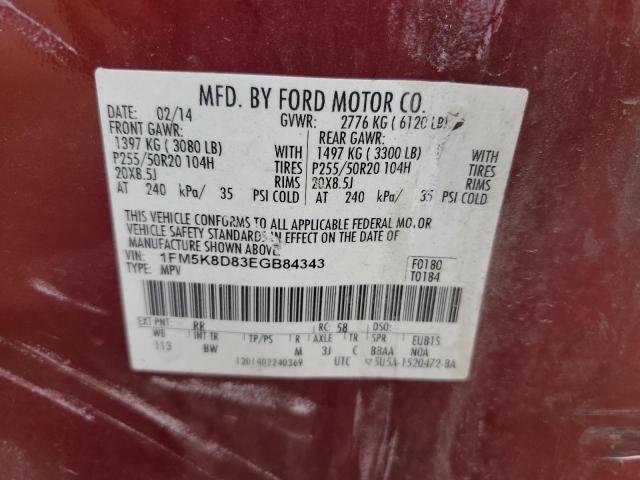 MFD. BY FORD MOTOR CO.
DATE: 02/14 GVWR: 2776 KG ( 6120 LB)
FRONT GAWR: REAR GAWR:
1397 KG ( 3080 LB) 1497 KG ( 3300 LB)
P255/50R20 104H TIRES P255/50R20 104H TIRES
20X8.5J RIMS 20X8.5J RIMS
AT 240 kPa/ 35 PSI COLD AT 240 kPa/ 35 PSI COLD
THIS VEHICLE CONFORMS TO ALL APPLICABLE FEDERAL MOTOR
VEHICLE SAFETY STANDARDS IN EFFECT ON THE DATE OF
MANUFACTURE SHOWN ABOVE.
VIN: 1FM5K8D83EGB84343 F0180
TYPE: MPV T0184
EXT PNT: RR RC: 58 DSO:
WB INT TR TP/PS R AXLE TR SPR EUB1S
113 BW M 3J C BBAA NOA
1201402240369 UTC 5U5A-1520472-BA